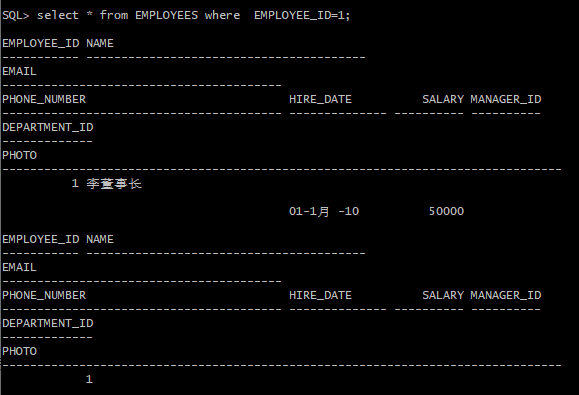 SQL> select * from EMPLOYEES where  EMPLOYEE_ID=1;
EMPLOYEE_ID NAME
----------- ----------------------------------------
EMAIL
----------------------------------------
PHONE_NUMBER                             HIRE_DATE          SALARY MANAGER_ID
---------------------------------------- -------------- ---------- ----------
DEPARTMENT_ID
-------------
PHOTO
--------------------------------------------------------------------------------
          1 李董事长
                                         01-1月 -10          50000
EMPLOYEE_ID NAME
----------- ----------------------------------------
EMAIL
----------------------------------------
PHONE_NUMBER                             HIRE_DATE          SALARY MANAGER_ID
---------------------------------------- -------------- ---------- ----------
DEPARTMENT_ID
-------------
PHOTO
--------------------------------------------------------------------------------
            1